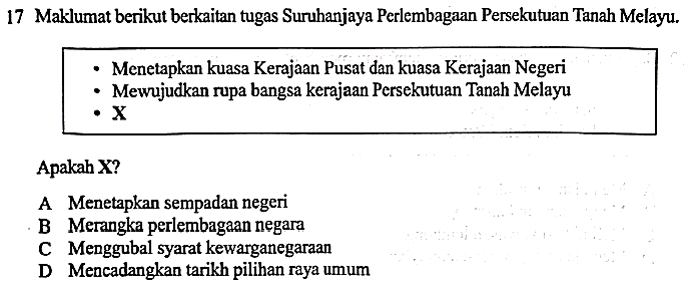 17 Maklumat berikut berkaitan tugas Suruhanjaya Perlembagaan Persekutuan Tanah Melayu.
• Menetapkan kuasa Kerajaan Pusat dan kuasa Kerajaan Negeri
• Mewujudkan rupa bangsa kerajaan Persekutuan Tanah Melayu
• X
Apakah X?
A Menetapkan sempadan negeri
B Merangka perlembagaan negara
C Menggubal syarat kewarganegaraan
D Mencadangkan tarikh pilihan raya umum